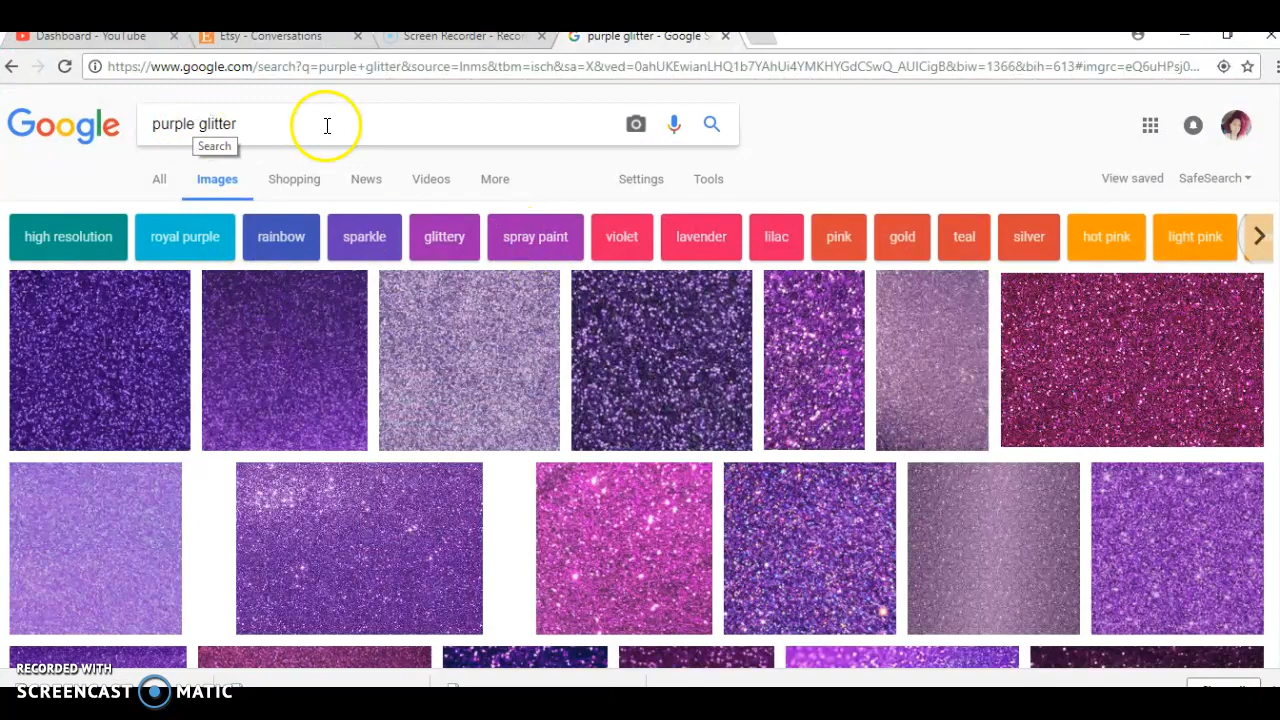 Dashboard - YouTube
Etsy - Conversations
Screen Recorder - Reco
purple glitter - Google S
https://www.google.com/search?q=purple+glitter&source=lnms&tbm=isch&sa=X&ved=0ahUKEwianLHQ1b7YAhUi4YMKHYGdCSwQ_AUICigB&biw=1366&bih=613#imgrc=eQ6uHPsj0...
Google
purple glitter
Search
All Images Shopping News Videos More Settings Tools View saved SafeSearch
high resolution royal purple rainbow sparkle glittery spray paint violet lavender lilac pink gold teal silver hot pink light pink
RECORDED WITH
SCREENCAST MATIC